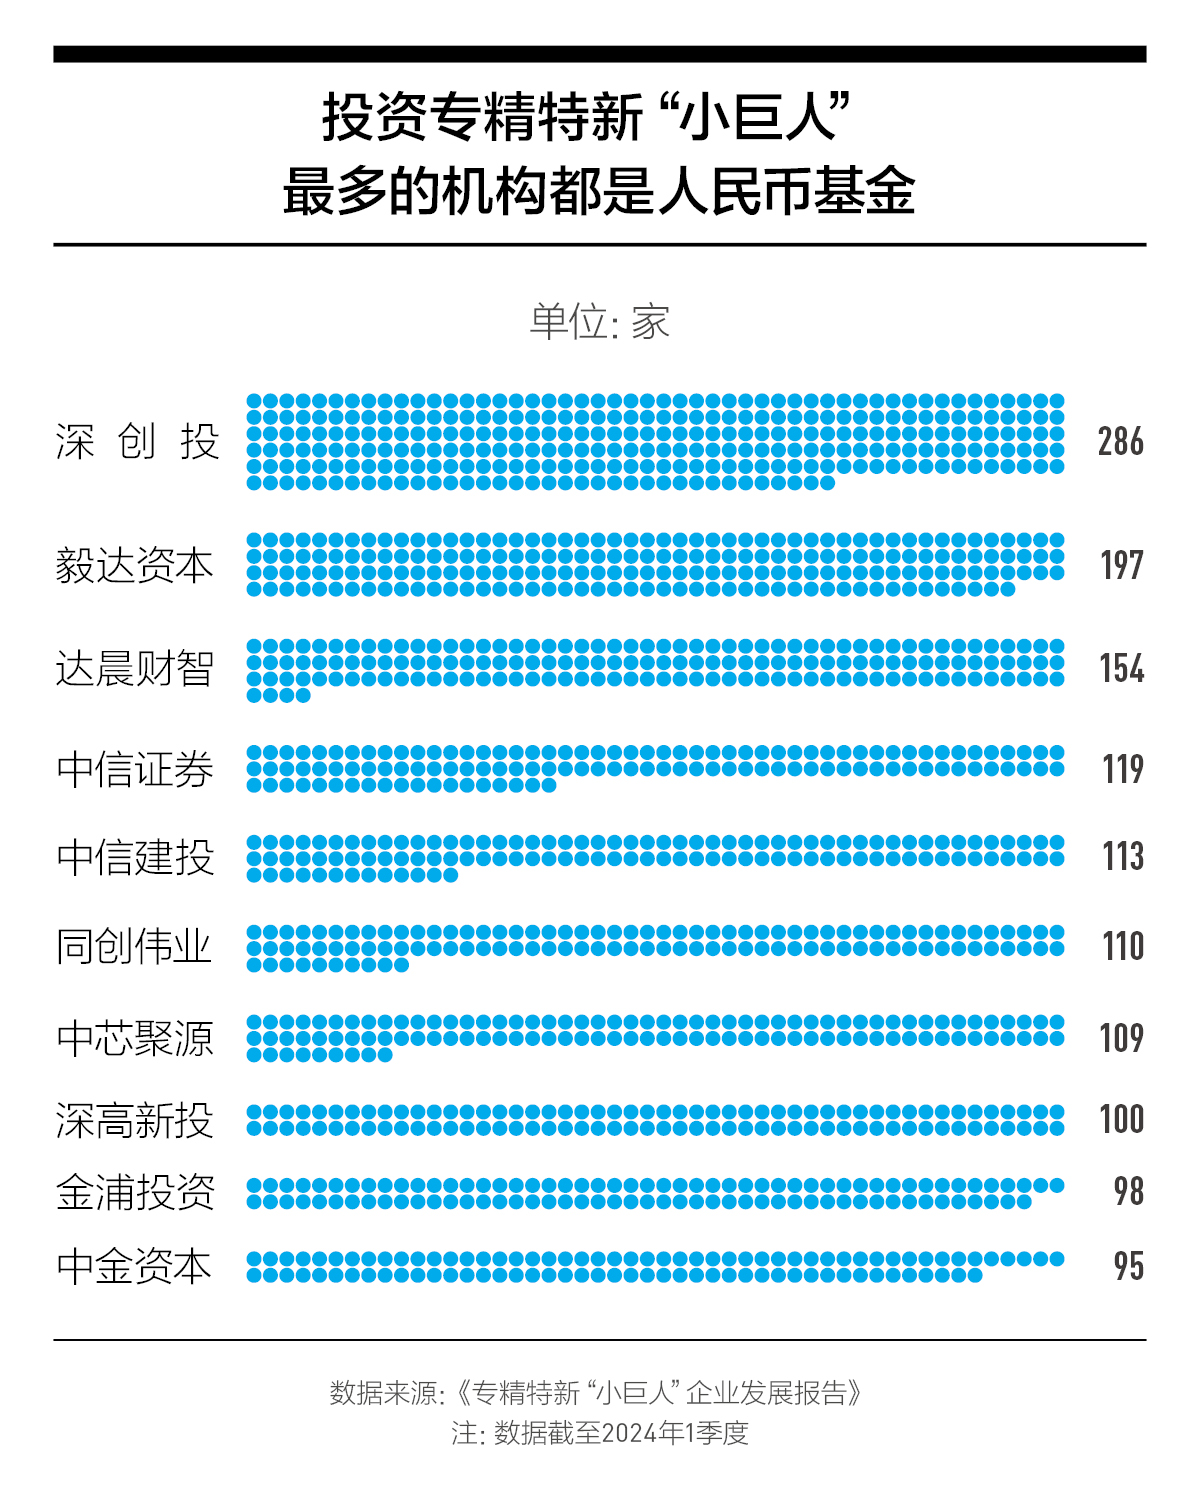 投资专精特新“小巨人”
最多的机构都是人民币基金
单位：家
深创投 286
毅达资本 197
达晨财智 154
中信证券 119
中信建投 113
同创伟业 110
中芯聚源 109
深高新投 100
金浦投资 98
中金资本 95
数据来源：《专精特新“小巨人”企业发展报告》
注：数据截至2024年1季度